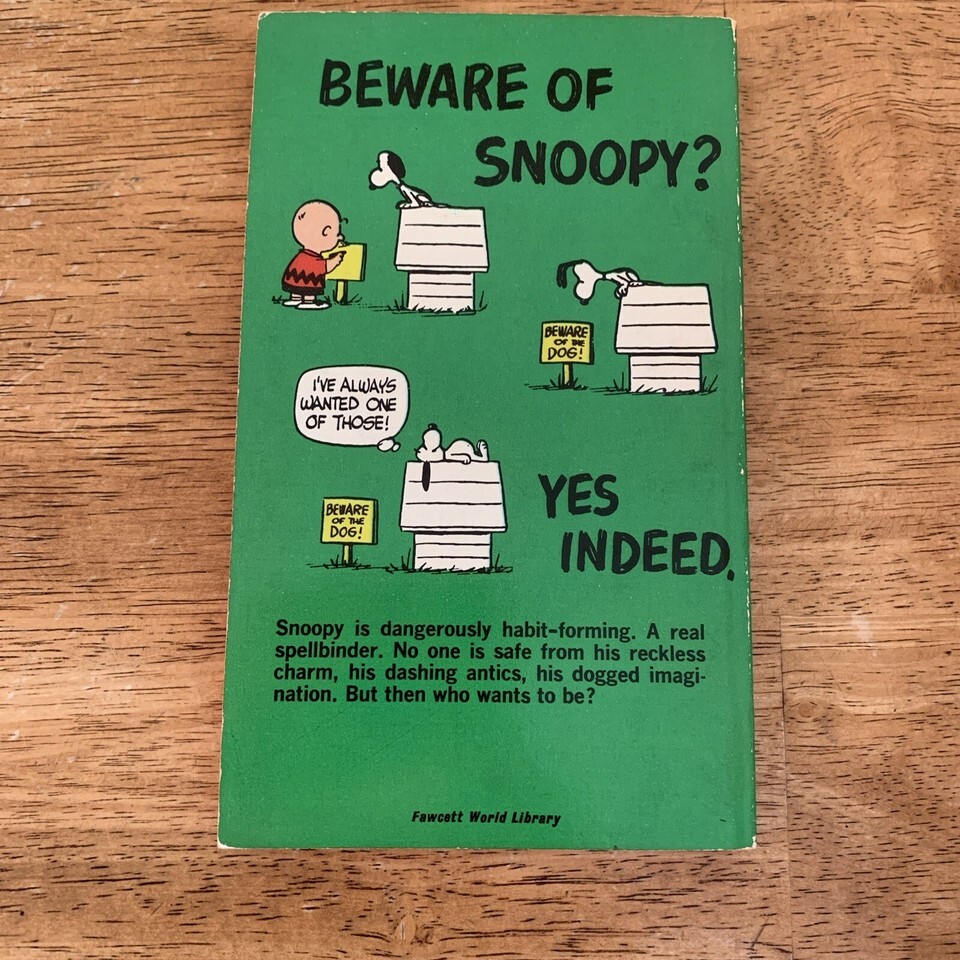 BEWARE OF
SNOOPY?
BEWARE
OF THE
DOG!
I'VE ALWAYS
WANTED ONE
OF THOSE!
BEWARE
OF THE
DOG!
YES
INDEED.
Snoopy is dangerously habit-forming. A real
spellbinder. No one is safe from his reckless
charm, his dashing antics, his dogged imagi-
nation. But then who wants to be?
Fawcett World Library